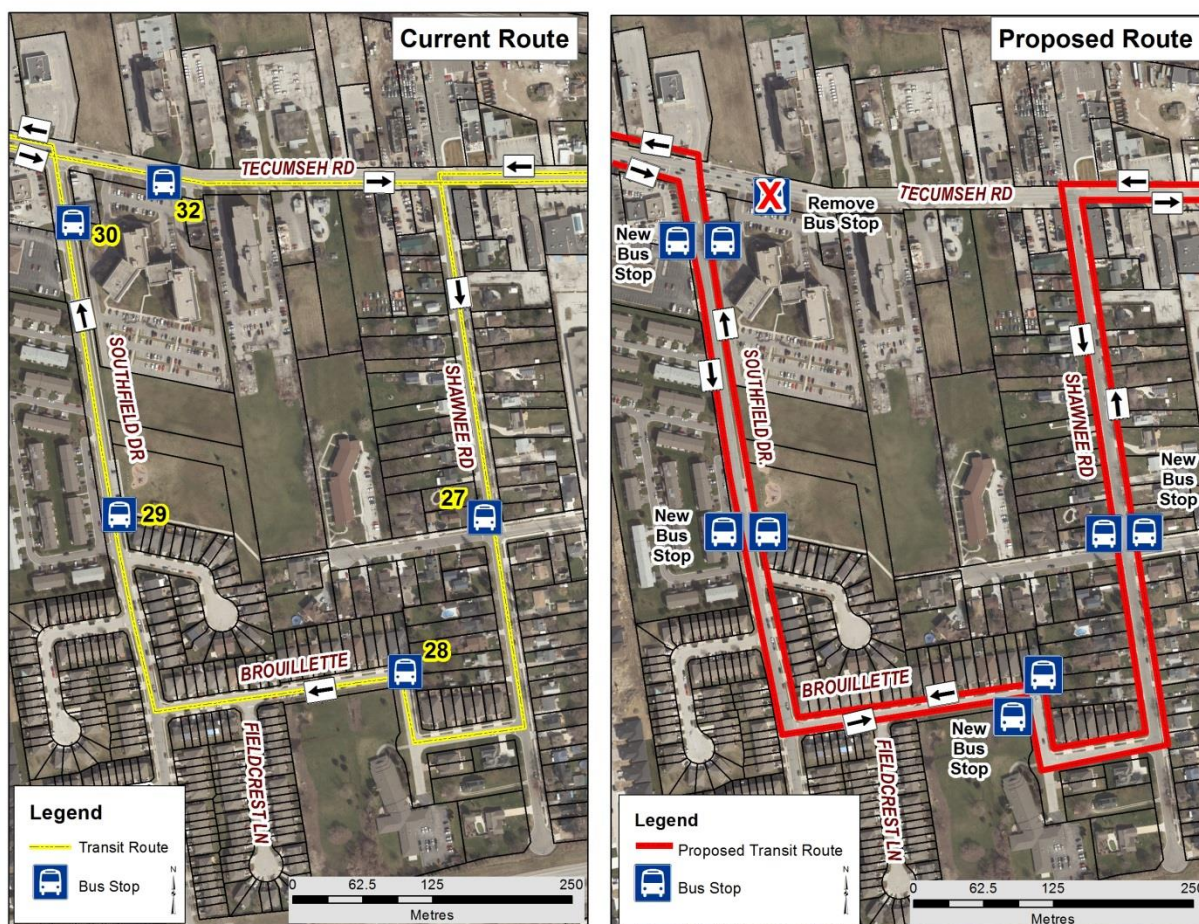 Current Route
TECUMSEH RD
32
30
SOUTHFIELD DR
SHAWNEE RD
29
27
28
BROUILLETTE
FIELDCREST LN
Legend
Transit Route
Bus Stop
N
0 62.5 125 250
Metres
Proposed Route
TECUMSEH RD
X
Remove
Bus Stop
New
Bus
Stop
SOUTHFIELD DR.
SHAWNEE RD
New
Bus
Stop
New
Bus
Stop
BROUILLETTE
New
Bus
Stop
FIELDCREST LN
Legend
Proposed Transit Route
Bus Stop
N
0 62.5 125 250
Metres